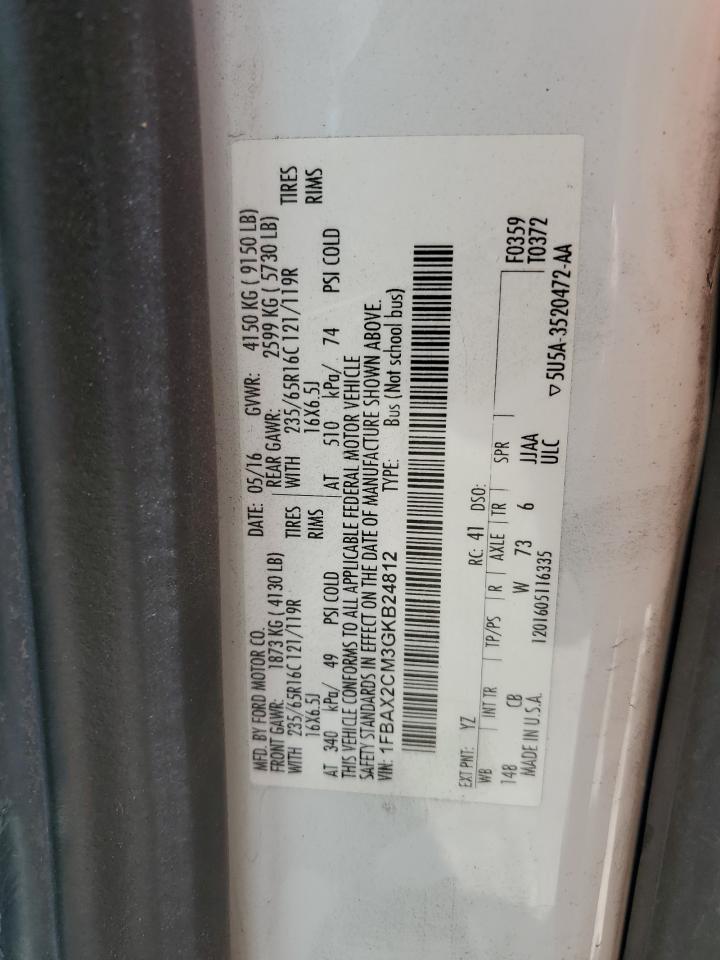 MFD. BY FORD MOTOR CO. DATE: 05/16 GVWR: 4150 KG ( 9150 LB)
FRONT GAWR: 1873 KG ( 4130 LB) REAR GAWR: 2599 KG ( 5730 LB)
WITH 235/65R16C 121/119R TIRES WITH 235/65R16C 121/119R TIRES
16X6.5J RIMS 16X6.5J RIMS
AT 340 kPa/ 49 PSI COLD AT 510 kPa/ 74 PSI COLD
THIS VEHICLE CONFORMS TO ALL APPLICABLE FEDERAL MOTOR VEHICLE
SAFETY STANDARDS IN EFFECT ON THE DATE OF MANUFACTURE SHOWN ABOVE.
VIN: 1FBAX2CM3GKB24812 TYPE: Bus (Not school bus)
EXT PNT: YZ RC: 41 DSO: F0359
WB INT TR TP/PS R AXLE TR SPR T0372
148 CB W 73 6 JJAA
MADE IN U.S.A. 1201605116335 ULC ▽ 5U5A-3520472-AA